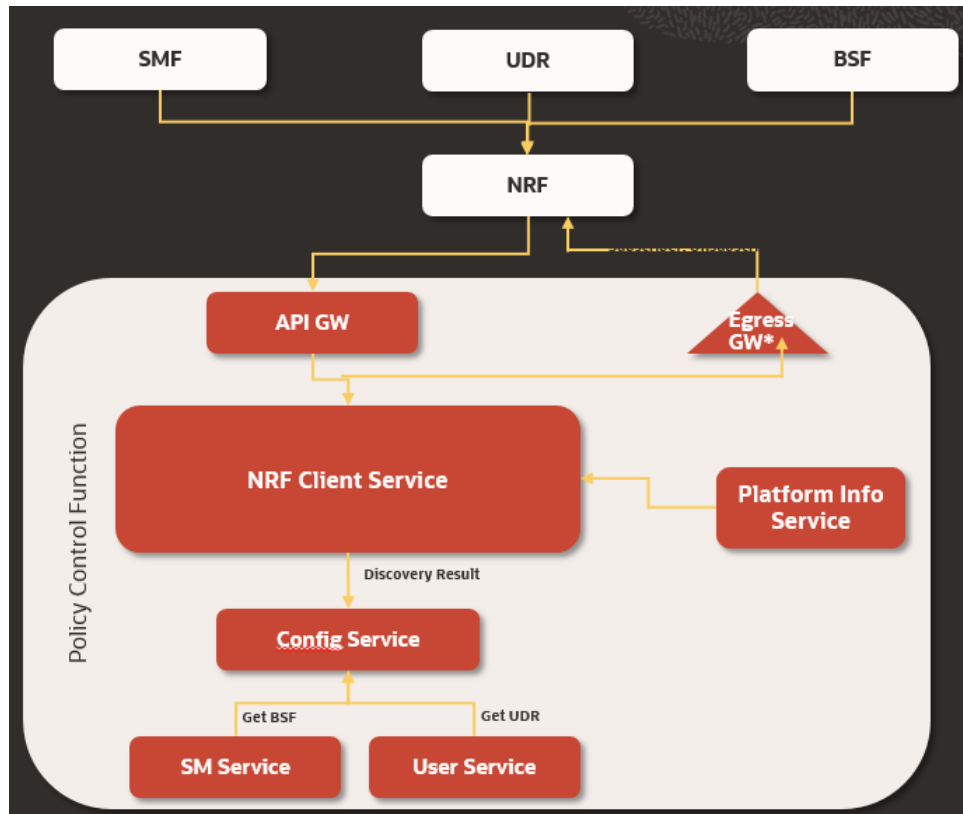 SMF
UDR
BSF
NRF
API GW
Egress
GW*
Policy Control Function
NRF Client Service
Platform Info
Service
Discovery Result
Config Service
Get BSF
Get UDR
SM Service
User Service